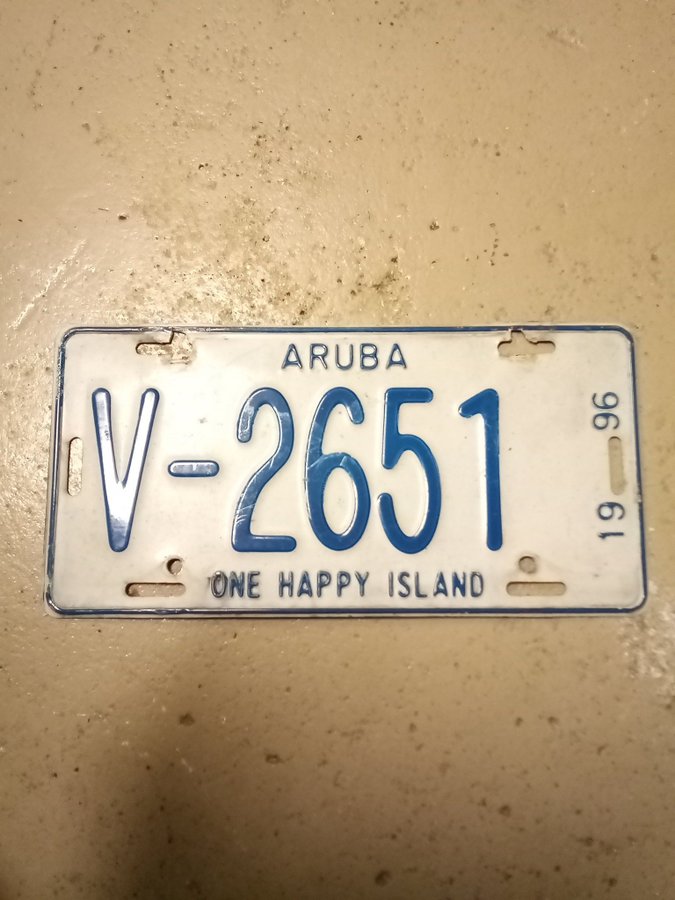 ARUBA
V-2651
19 96
ONE HAPPY ISLAND